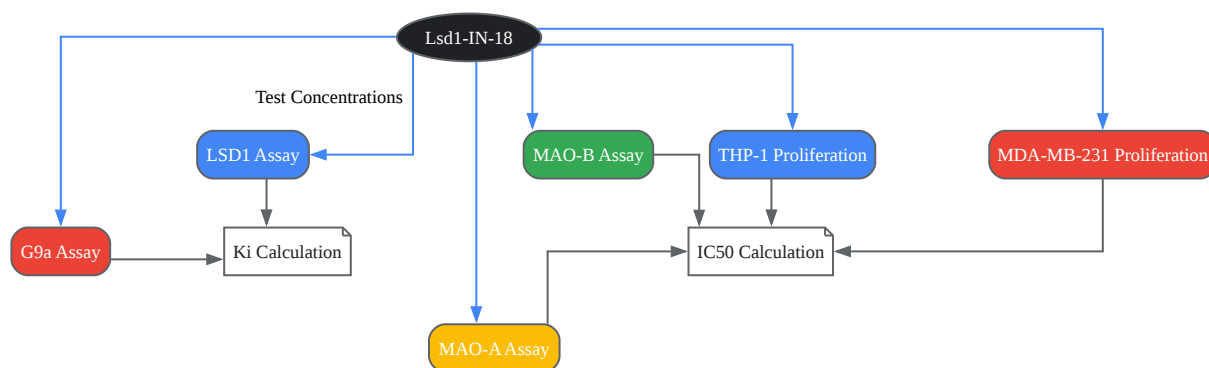 Lsd1-IN-18
Test Concentrations
LSD1 Assay
MAO-B Assay
THP-1 Proliferation
MDA-MB-231 Proliferation
G9a Assay
Ki Calculation
IC50 Calculation
MAO-A Assay